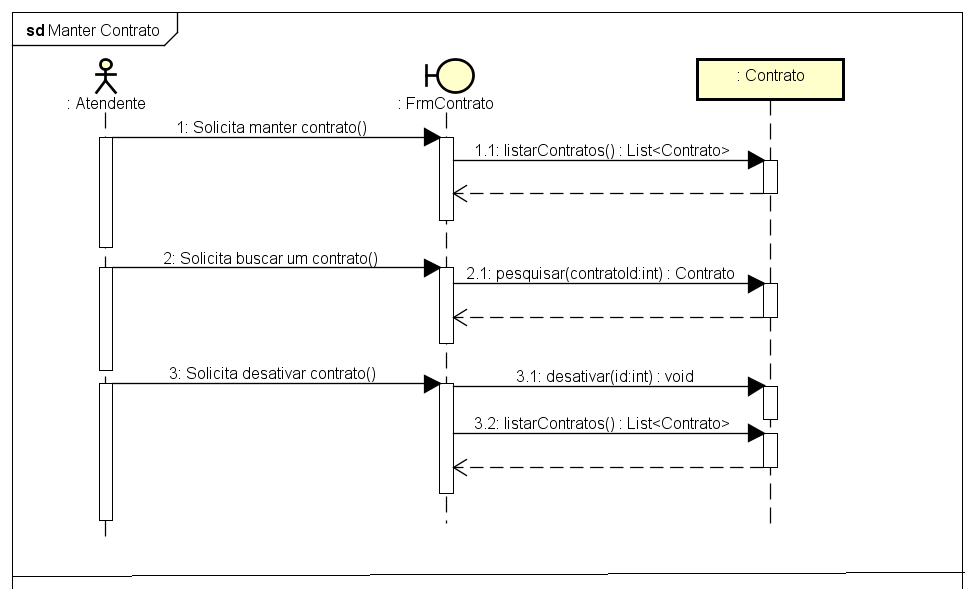 sd Manter Contrato
: Atendente
: FrmContrato
: Contrato
1: Solicita manter contrato()
1.1: listarContratos() : List<Contrato>
2: Solicita buscar um contrato()
2.1: pesquisar(contratoId:int) : Contrato
3: Solicita desativar contrato()
3.1: desativar(id:int) : void
3.2: listarContratos() : List<Contrato>